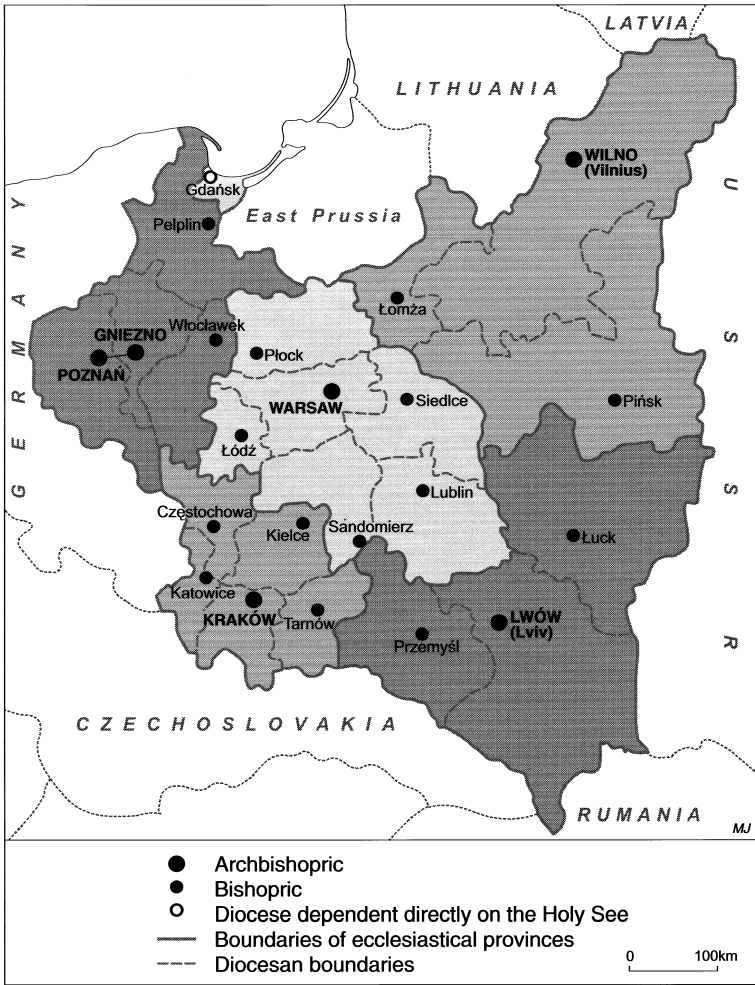 LATVIA
LITHUANIA
WILNO
(Vilnius)
Gdańsk
East Prussia
Pelplin
GERMANY
USSR
Łomża
Włocławek
GNIEZNO
Płock
POZNAŃ
WARSAW
Siedlce
Pińsk
Łódź
Lublin
Częstochowa
Kielce
Sandomierz
Łuck
Katowice
KRAKÓW
Tarnów
LWÓW
(Lviv)
Przemyśl
CZECHOSLOVAKIA
RUMANIA
MJ
Archbishopric
Bishopric
Diocese dependent directly on the Holy See
Boundaries of ecclesiastical provinces
Diocesan boundaries
0 100km